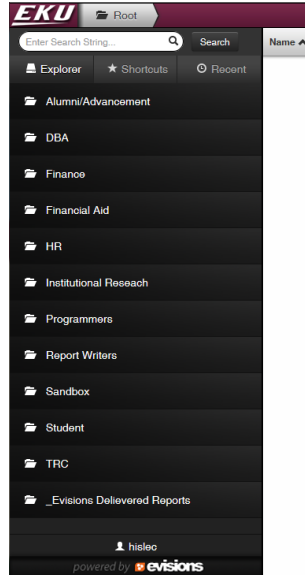 EKU Root
Enter Search String... Search Name
Explorer Shortcuts Recent
Alumni/Advancement
DBA
Finance
Financial Aid
HR
Institutional Reseach
Programmers
Report Writers
Sandbox
Student
TRC
_Evisions Delievered Reports
hislec
powered by evisions